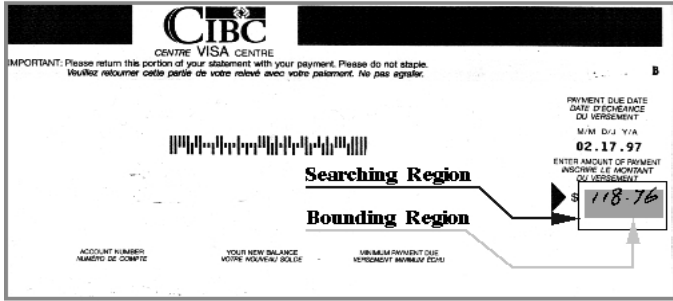 CIBC
CENTRE VISA CENTRE
IMPORTANT: Please return this portion of your statement with your payment. Please do not staple.
Veuillez retourner cette partie de votre relevé avec votre paiement. Ne pas agrafer.
B
PAYMENT DUE DATE
DATE D'ÉCHÉANCE
DU VERSEMENT
M/M D/J Y/A
02.17.97
ENTER AMOUNT OF PAYMENT
INSCRIRE LE MONTANT
DU VERSEMENT
Searching Region
$ 118.76
Bounding Region
ACCOUNT NUMBER
NUMÉRO DE COMPTE
YOUR NEW BALANCE
VOTRE NOUVEAU SOLDE
MINIMUM PAYMENT DUE
VERSEMENT MINIMUM ÉCHU